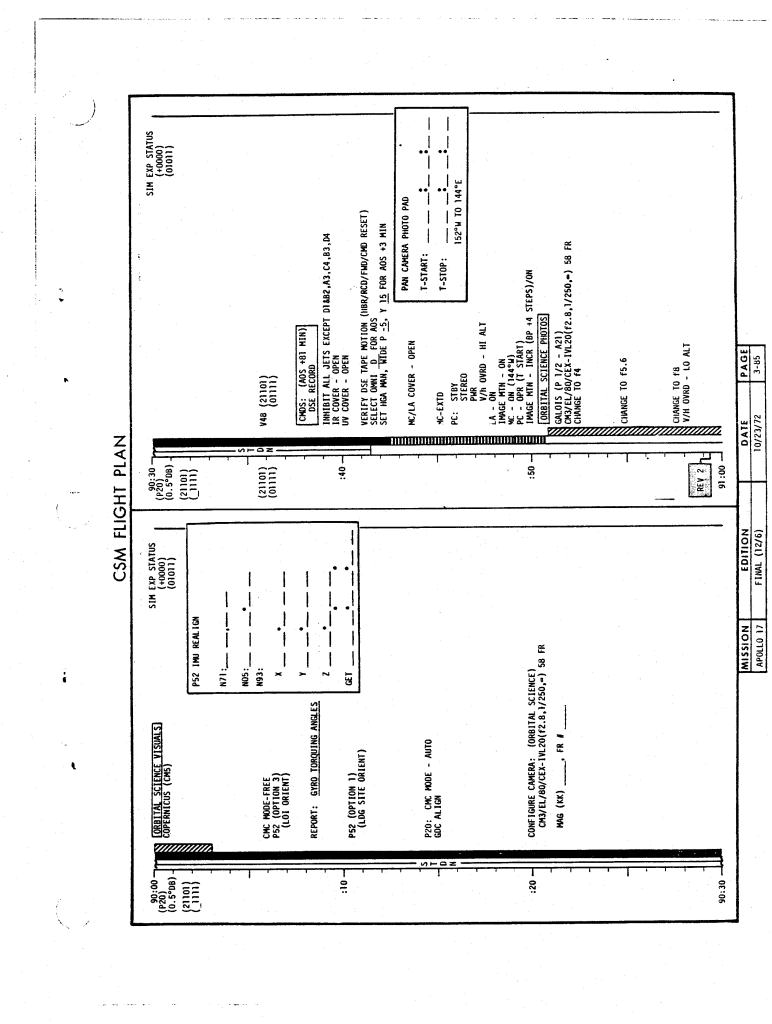 CSM FLIGHT PLAN
90:00
(P20)
(0.5°DB)
(21101)
(_1111)
:10
:20
90:30
S T D N
ORBITAL SCIENCE VISUALS
COPERNICUS (CM5)
SIM EXP STATUS
(+0000)
(01011)
CMC MODE-FREE
P52 (OPTION 3)
(LOI ORIENT)
REPORT: GYRO TORQUING ANGLES
P52 (OPTION 1)
(LDG SITE ORIENT)
P20: CMC MODE - AUTO
GDC ALIGN
CONFIGURE CAMERA: (ORBITAL SCIENCE)
CM3/EL/80/CEX-IVL20(f2.8,1/250,∞) 58 FR
MAG (KK) ____, FR # ____
P52 IMU REALIGN
N71: __ __ __ , __ __ __
N05: __ __ __ . __ __
N93:
X __ __ . __ __ __
Y __ __ . __ __ __
Z __ __ . __ __ __
GET __ __ __ : __ __ : __ __
90:30
(P20)
(0.5°DB)
(21101)
(_1111)
(21101)
(01111)
:40
:50
91:00
S T D N
REV 2
SIM EXP STATUS
(+0000)
(01011)
V48 (21101)
(01111)
CMDS: (AOS +81 MIN)
DSE RECORD
INHIBIT ALL JETS EXCEPT D1&B2,A3,C4,B3,D4
IR COVER - OPEN
UV COVER - OPEN
VERIFY DSE TAPE MOTION (HBR/RCD/FWD/CMD RESET)
SELECT OMNI D FOR AOS
SET HGA MAN, WIDE P -5, Y 15 FOR AOS +3 MIN
MC/LA COVER - OPEN
MC-EXTD
PC: STBY
STEREO
PWR
V/h OVRD - HI ALT
LA - ON
IMAGE MTN - ON
MC - ON (144°W)
PC - OPR (T START)
IMAGE MTN - INCR (BP +4 STEPS)/ON
ORBITAL SCIENCE PHOTOS
GALOIS (P 1/2 - A21)
CM3/EL/80/CEX-IVL20(f2.8,1/250,∞) 58 FR
CHANGE TO f4
CHANGE TO f5.6
CHANGE TO f8
V/H OVRD - LO ALT
PAN CAMERA PHOTO PAD
T-START: __ __ __ : __ __ : __ __
T-STOP: __ __ __ : __ __ : __ __
152°W TO 144°E
MISSION EDITION DATE PAGE
APOLLO 17 FINAL (12/6) 10/23/72 3-85